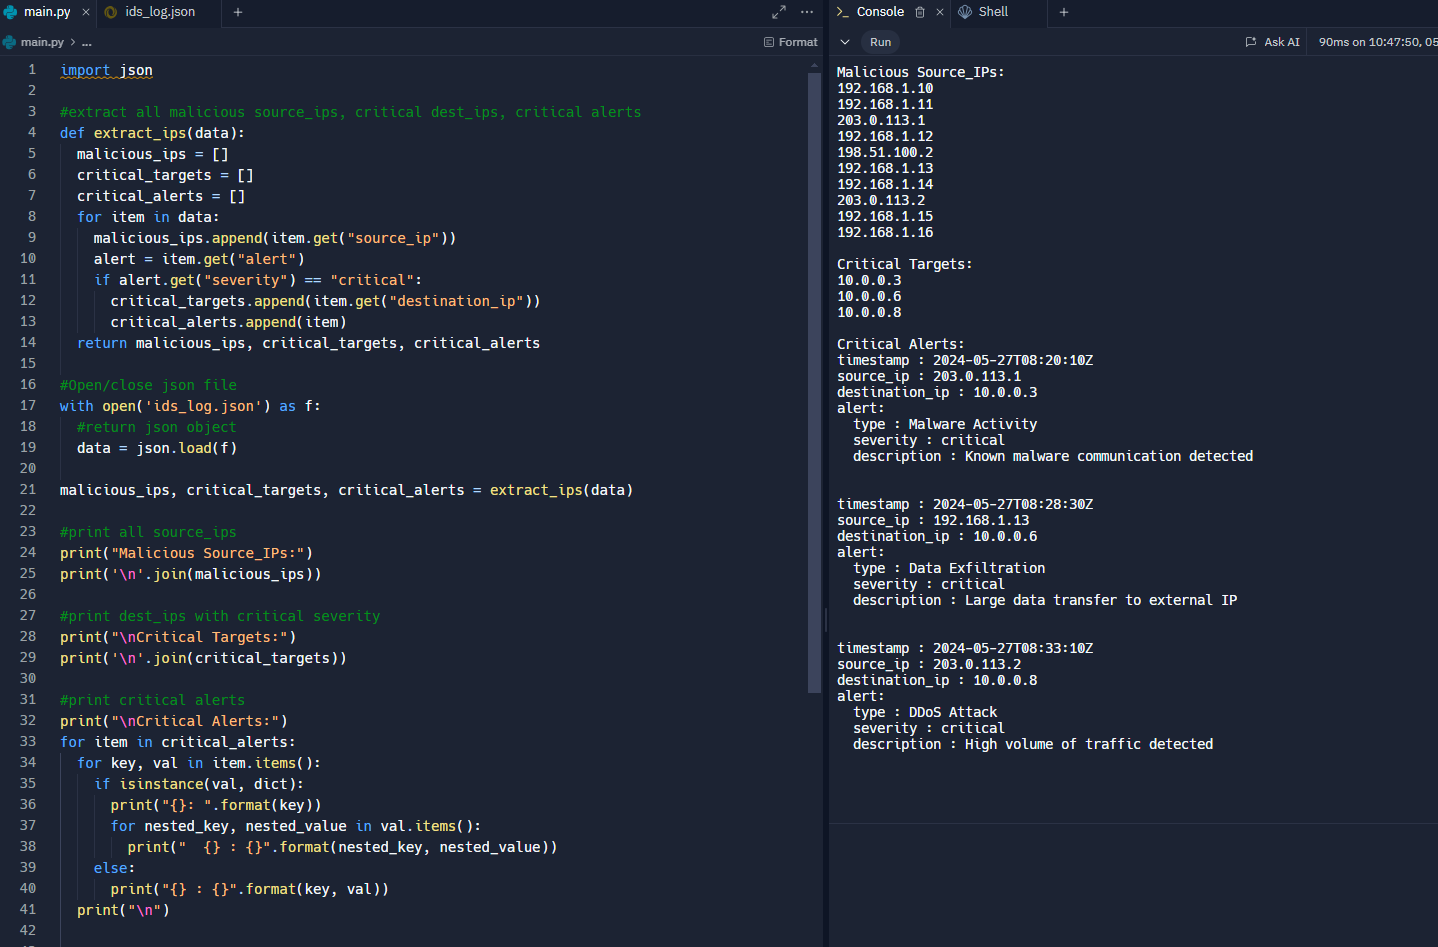 main.py × ids_log.json +
main.py > ... Format
1 import json
2
3 #extract all malicious source_ips, critical dest_ips, critical alerts
4 def extract_ips(data):
5   malicious_ips = []
6   critical_targets = []
7   critical_alerts = []
8   for item in data:
9     malicious_ips.append(item.get("source_ip"))
10     alert = item.get("alert")
11     if alert.get("severity") == "critical":
12       critical_targets.append(item.get("destination_ip"))
13       critical_alerts.append(item)
14   return malicious_ips, critical_targets, critical_alerts
15
16 #Open/close json file
17 with open('ids_log.json') as f:
18   #return json object
19   data = json.load(f)
20
21 malicious_ips, critical_targets, critical_alerts = extract_ips(data)
22
23 #print all source_ips
24 print("Malicious Source_IPs:")
25 print('\n'.join(malicious_ips))
26
27 #print dest_ips with critical severity
28 print("\nCritical Targets:")
29 print('\n'.join(critical_targets))
30
31 #print critical alerts
32 print("\nCritical Alerts:")
33 for item in critical_alerts:
34   for key, val in item.items():
35     if isinstance(val, dict):
36       print("{}: ".format(key))
37       for nested_key, nested_value in val.items():
38         print("  {} : {}".format(nested_key, nested_value))
39     else:
40       print("{} : {}".format(key, val))
41   print("\n")
42
Console × Shell +
Run Ask AI 90ms on 10:47:50, 05
Malicious Source_IPs:
192.168.1.10
192.168.1.11
203.0.113.1
192.168.1.12
198.51.100.2
192.168.1.13
192.168.1.14
203.0.113.2
192.168.1.15
192.168.1.16
Critical Targets:
10.0.0.3
10.0.0.6
10.0.0.8
Critical Alerts:
timestamp : 2024-05-27T08:20:10Z
source_ip : 203.0.113.1
destination_ip : 10.0.0.3
alert:
  type : Malware Activity
  severity : critical
  description : Known malware communication detected
timestamp : 2024-05-27T08:28:30Z
source_ip : 192.168.1.13
destination_ip : 10.0.0.6
alert:
  type : Data Exfiltration
  severity : critical
  description : Large data transfer to external IP
timestamp : 2024-05-27T08:33:10Z
source_ip : 203.0.113.2
destination_ip : 10.0.0.8
alert:
  type : DDoS Attack
  severity : critical
  description : High volume of traffic detected